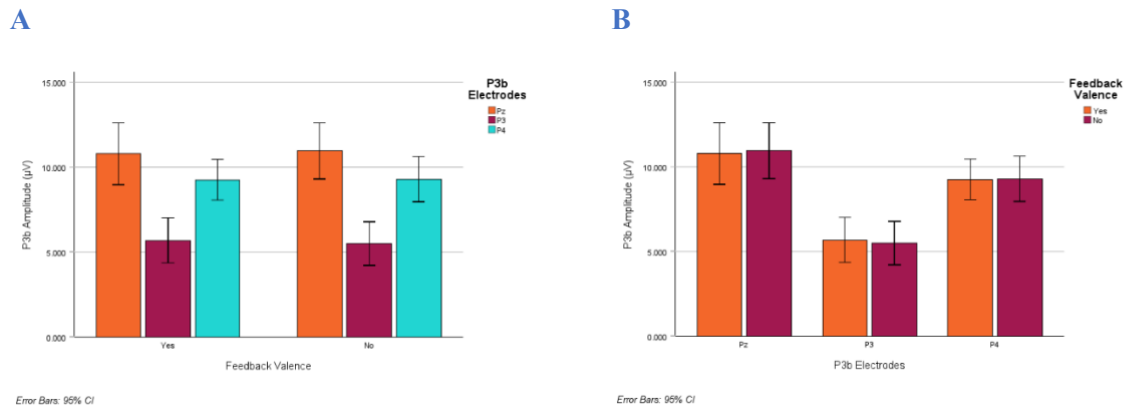 A
P3b Amplitude (μV)
15.000
10.000
5.000
0.000
Yes
No
Feedback Valence
P3b
Electrodes
Pz
P3
P4
Error Bars: 95% CI
B
P3b Amplitude (μV)
15.000
10.000
5.000
0.000
Pz
P3
P4
P3b Electrodes
Feedback
Valence
Yes
No
Error Bars: 95% CI